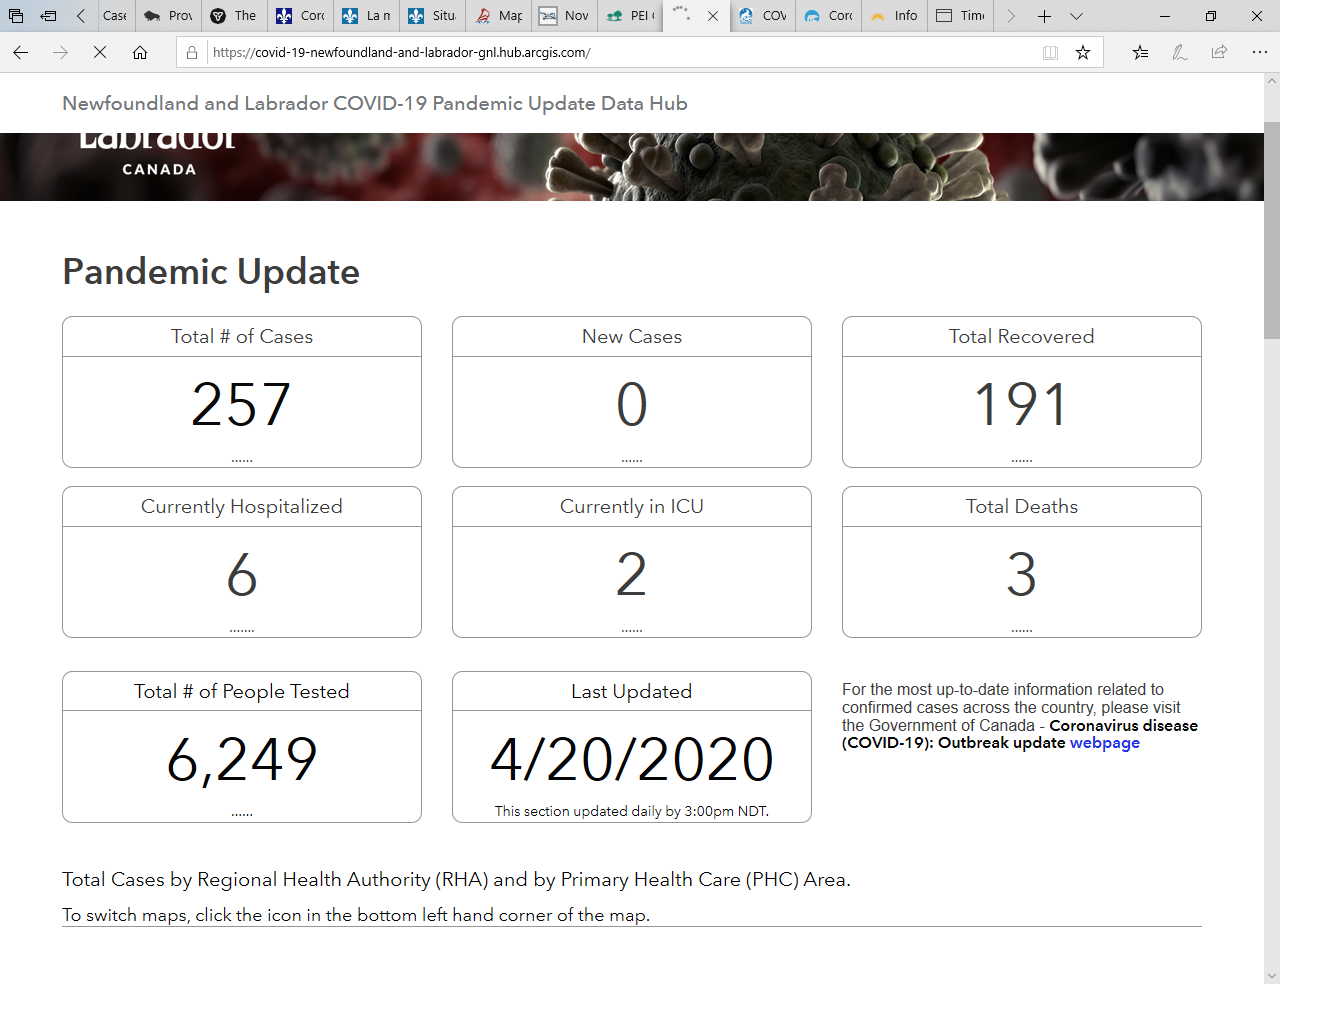 Case
Prov
The
Coro
La m
Situ
Map
Nov
PEI
COV
Coro
Info
Time
https://covid-19-newfoundland-and-labrador-gnl.hub.arcgis.com/
Newfoundland and Labrador COVID-19 Pandemic Update Data Hub
Labrador
CANADA
Pandemic Update
Total # of Cases
257
......
New Cases
0
......
Total Recovered
191
......
Currently Hospitalized
6
.......
Currently in ICU
2
......
Total Deaths
3
......
Total # of People Tested
6,249
......
Last Updated
4/20/2020
This section updated daily by 3:00pm NDT.
For the most up-to-date information related to
confirmed cases across the country, please visit
the Government of Canada - Coronavirus disease
(COVID-19): Outbreak update webpage
Total Cases by Regional Health Authority (RHA) and by Primary Health Care (PHC) Area.
To switch maps, click the icon in the bottom left hand corner of the map.